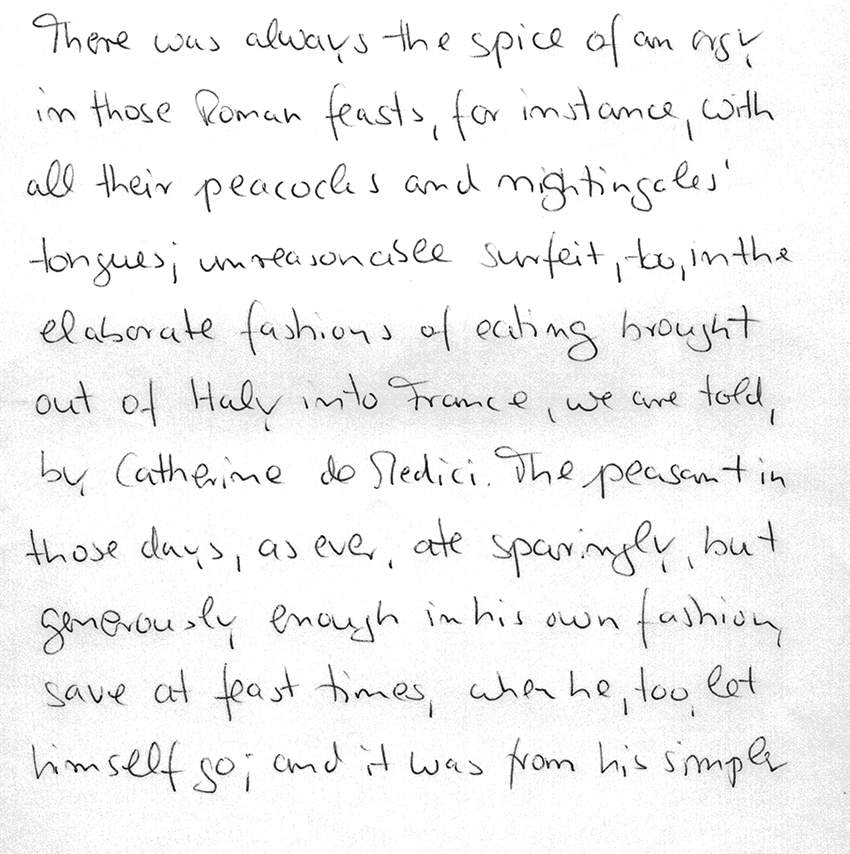 There was always the spice of an orgy
in those Roman feasts, for instance, with
all their peacocks and nightingales'
tongues; unreasonable surfeit, too, in the
elaborate fashions of eating brought
out of Italy into France, we are told,
by Catherine de Medici. The peasant in
those days, as ever, ate sparingly, but
generously enough in his own fashion,
save at feast times, when he, too, let
himself go; and it was from his simple